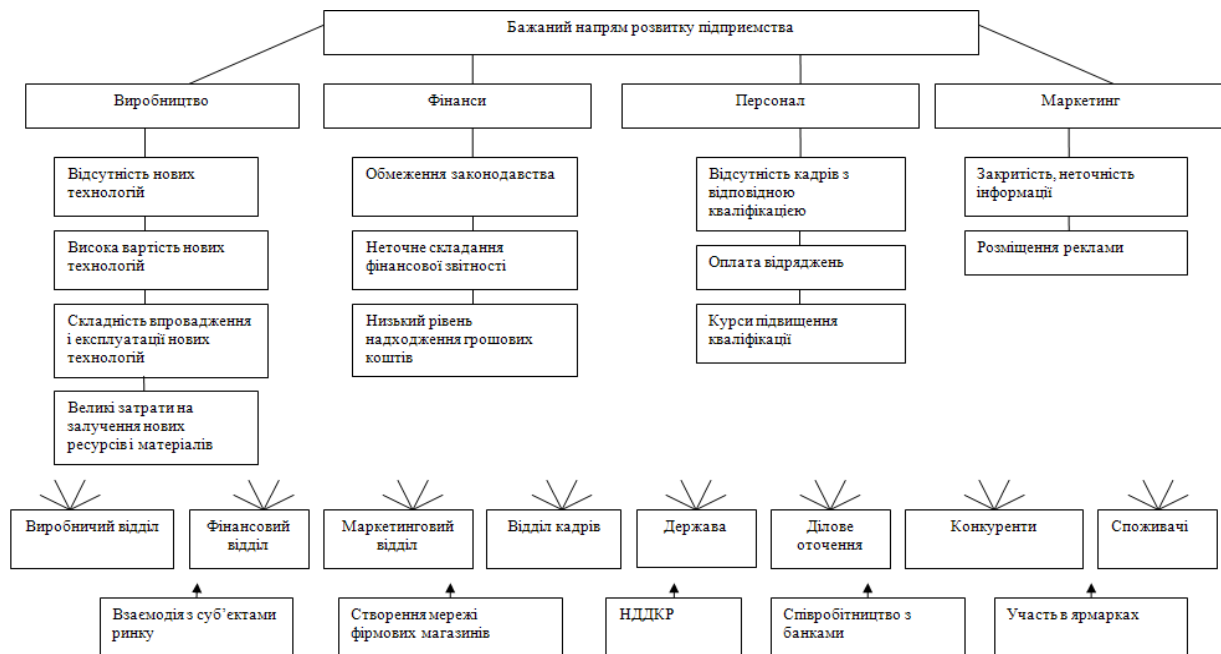 Бажаний напрям розвитку підприємства
Виробництво
Фінанси
Персонал
Маркетинг
Відсутність нових
технологій
Обмеження законодавства
Відсутність кадрів з
відповідною
кваліфікацією
Закритість, неточність
інформації
Висока вартість нових
технологій
Неточне складання
фінансової звітності
Оплата відряджень
Розміщення реклами
Складність впровадження
і експлуатації нових
технологій
Низький рівень
надходження грошових
коштів
Курси підвищення
кваліфікації
Великі затрати на
залучення нових
ресурсів і матеріалів
Виробничий відділ
Фінансовий
відділ
Маркетинговий
відділ
Відділ кадрів
Держава
Ділове
оточення
Конкуренти
Споживачі
Взаємодія з суб’єктами
ринку
Створення мережі
фірмових магазинів
НДДКР
Співробітництво з
банками
Участь в ярмарках